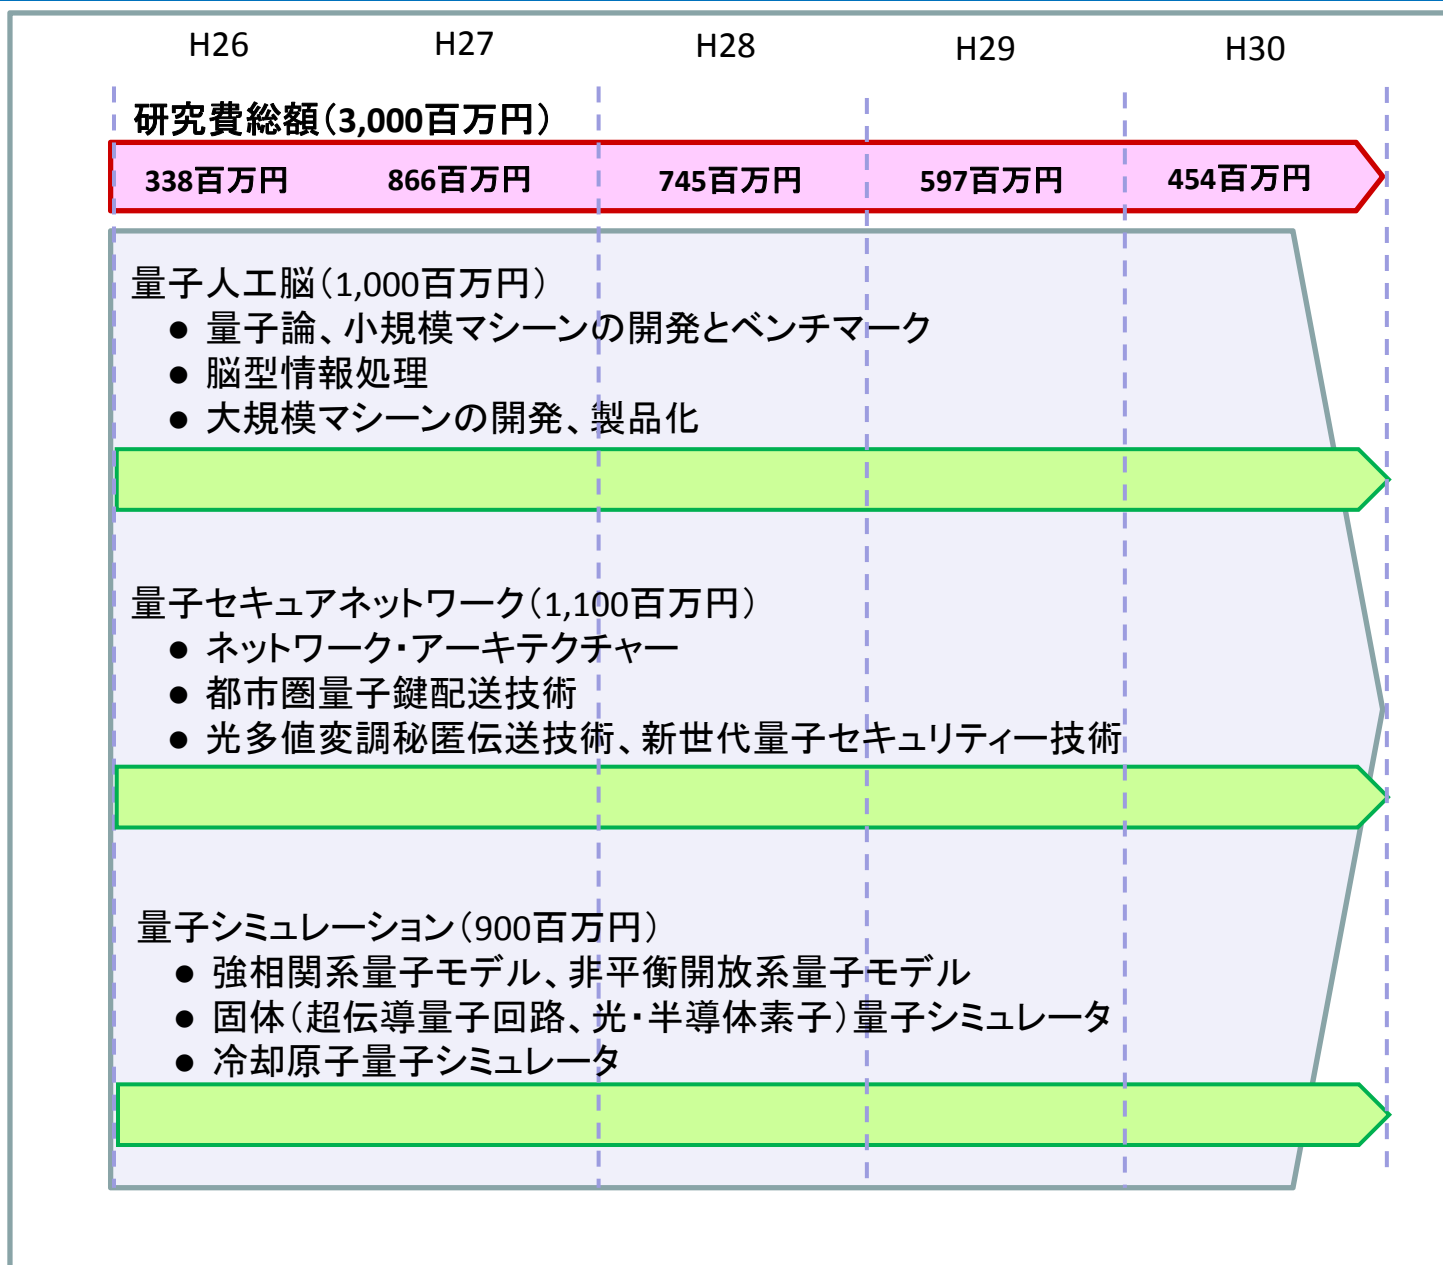 H26 H27 H28 H29 H30
研究費総額（3,000百万円）
338百万円 866百万円 745百万円 597百万円 454百万円
量子人工脳（1,000百万円）
● 量子論、小規模マシーンの開発とベンチマーク
● 脳型情報処理
● 大規模マシーンの開発、製品化
量子セキュアネットワーク（1,100百万円）
● ネットワーク・アーキテクチャー
● 都市圏量子鍵配送技術
● 光多値変調秘匿伝送技術、新世代量子セキュリティー技術
量子シミュレーション（900百万円）
● 強相関系量子モデル、非平衡開放系量子モデル
● 固体（超伝導量子回路、光・半導体素子）量子シミュレータ
● 冷却原子量子シミュレータ